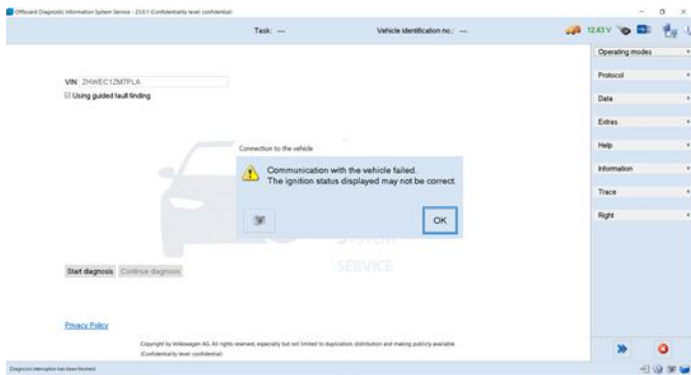 Offboard Diagnostic Information System Service - 23.0.1 (Confidentiality level: confidential)
Task: ---
Vehicle identification no.: ---
12,43 V
Operating modes
VIN: ZHWEC1ZM7PLA
Using guided fault finding
Protocol
Data
Extras
Help
Information
Trace
Right
Connection to the vehicle
Communication with the vehicle failed.
The ignition status displayed may not be correct.
OK
SYSTEM
SERVICE
Start diagnosis
Continue diagnosis
Privacy Policy
Copyright by Volkswagen AG. All rights reserved, especially but not limited to duplication, distribution and making publicly available.
(Confidentiality level: confidential)
Diagnosis interruption has been finished